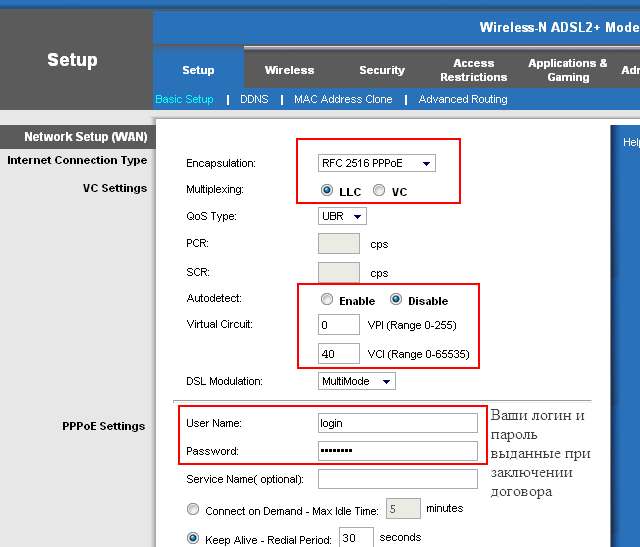 Wireless-N ADSL2+ Mode
Setup
Setup Wireless Security Access Restrictions Applications & Gaming Adr
Basic Setup | DDNS | MAC Address Clone | Advanced Routing
Network Setup (WAN)
Help
Internet Connection Type
Encapsulation: RFC 2516 PPPoE
VC Settings
Multiplexing: LLC VC
QoS Type: UBR
PCR: cps
SCR: cps
Autodetect: Enable Disable
Virtual Circuit: 0 VPI (Range 0-255)
40 VCI (Range 0-65535)
DSL Modulation: MultiMode
PPPoE Settings
User Name: login
Password: ••••••••
Ваши логин и
пароль
выданные при
заключении
договора
Service Name( optional):
Connect on Demand - Max Idle Time: 5 minutes
Keep Alive - Redial Period: 30 seconds